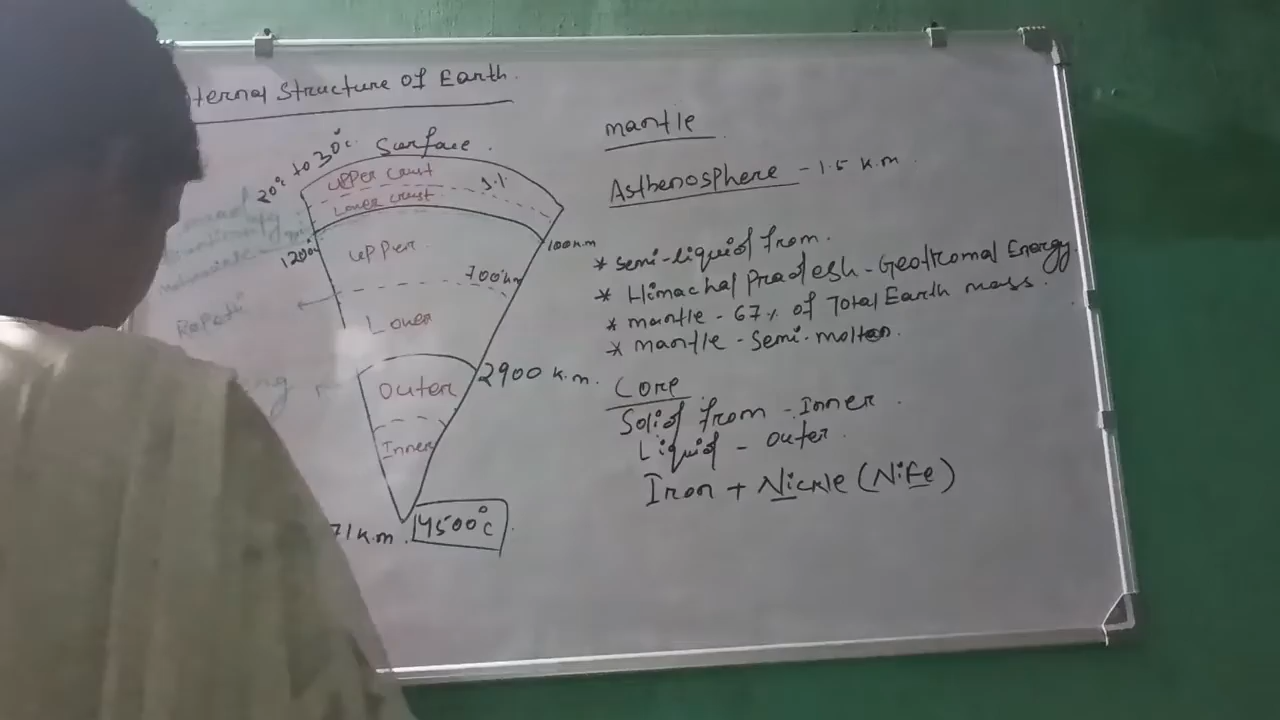 ternal Structure Of Earth.
20°c to 30°c.
Surface.
Upper Crust
Lower Crust
1200°
100 km
Upper
700 km
Lower
Outer
2900 K.m.
Inner
71 K.m.
4500°c
mantle
Asthenosphere - 1.5 K.m.
* Semi-liquid from.
* Himachal Pradesh - Geothomal Energy.
* mantle - 67% of Total Earth mass.
* mantle - Semi-molten.
Core
Solid from - Inner.
Liquid - Outer.
Iron + Nickle (NiFe)